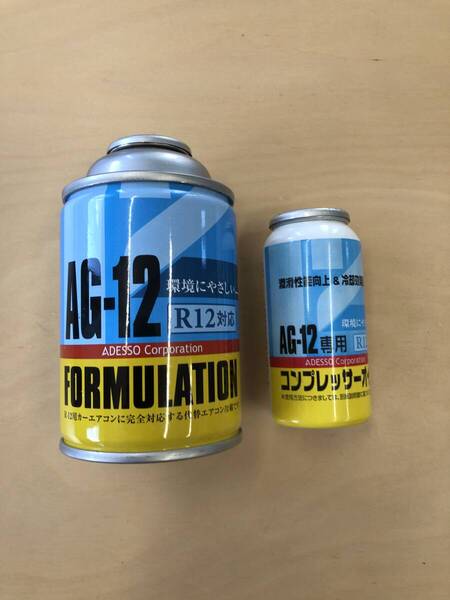 AG-12
環境にやさしい
R12対応
ADESSO Corporation
FORMULATION
R-12用カーエアコンに完全対応する代替エアコンガスです
潤滑性能向上 & 冷却効
環境にや
AG-12専用
ADESSO Corporation
コンプレッサーオ